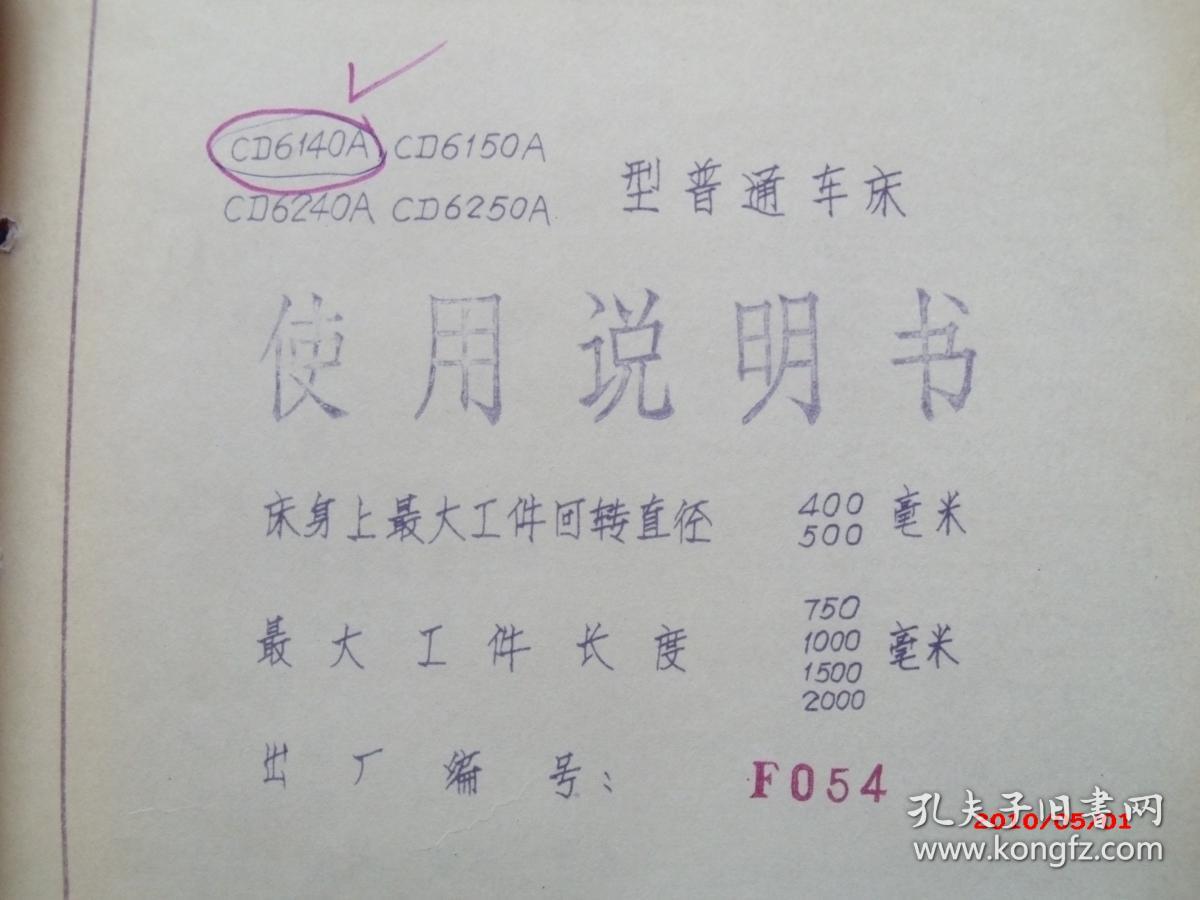 CD6140A CD6150A
CD6240A CD6250A 型普通车床
使用说明书
床身上最大工件回转直径 400 500 毫米
最大工件长度 750 1000 1500 2000 毫米
出厂编号: F054
孔夫子旧書网
2010/05/01
www.kongfz.com